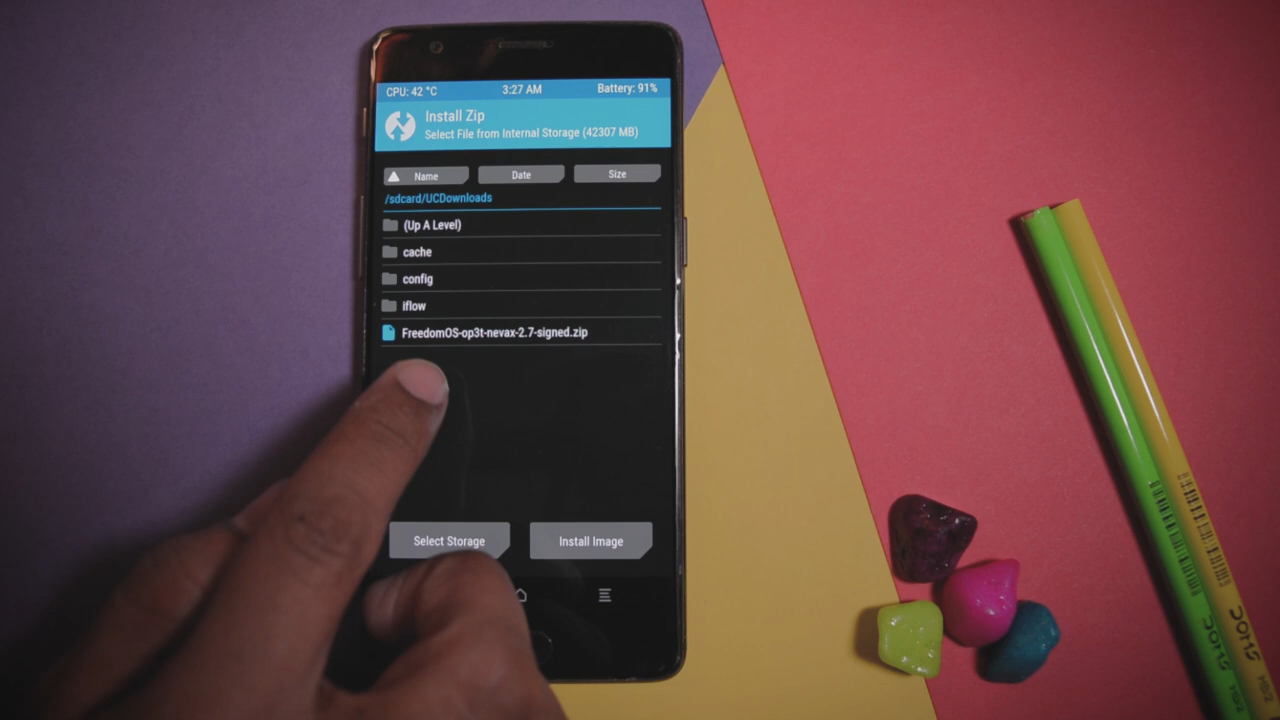 CPU: 42 °C 3:27 AM Battery: 91%
Install Zip
Select File from Internal Storage (42307 MB)
Name Date Size
/sdcard/UCDownloads
(Up A Level)
cache
config
iflow
FreedomOS-op3t-nevax-2.7-signed.zip
Select Storage Install Image